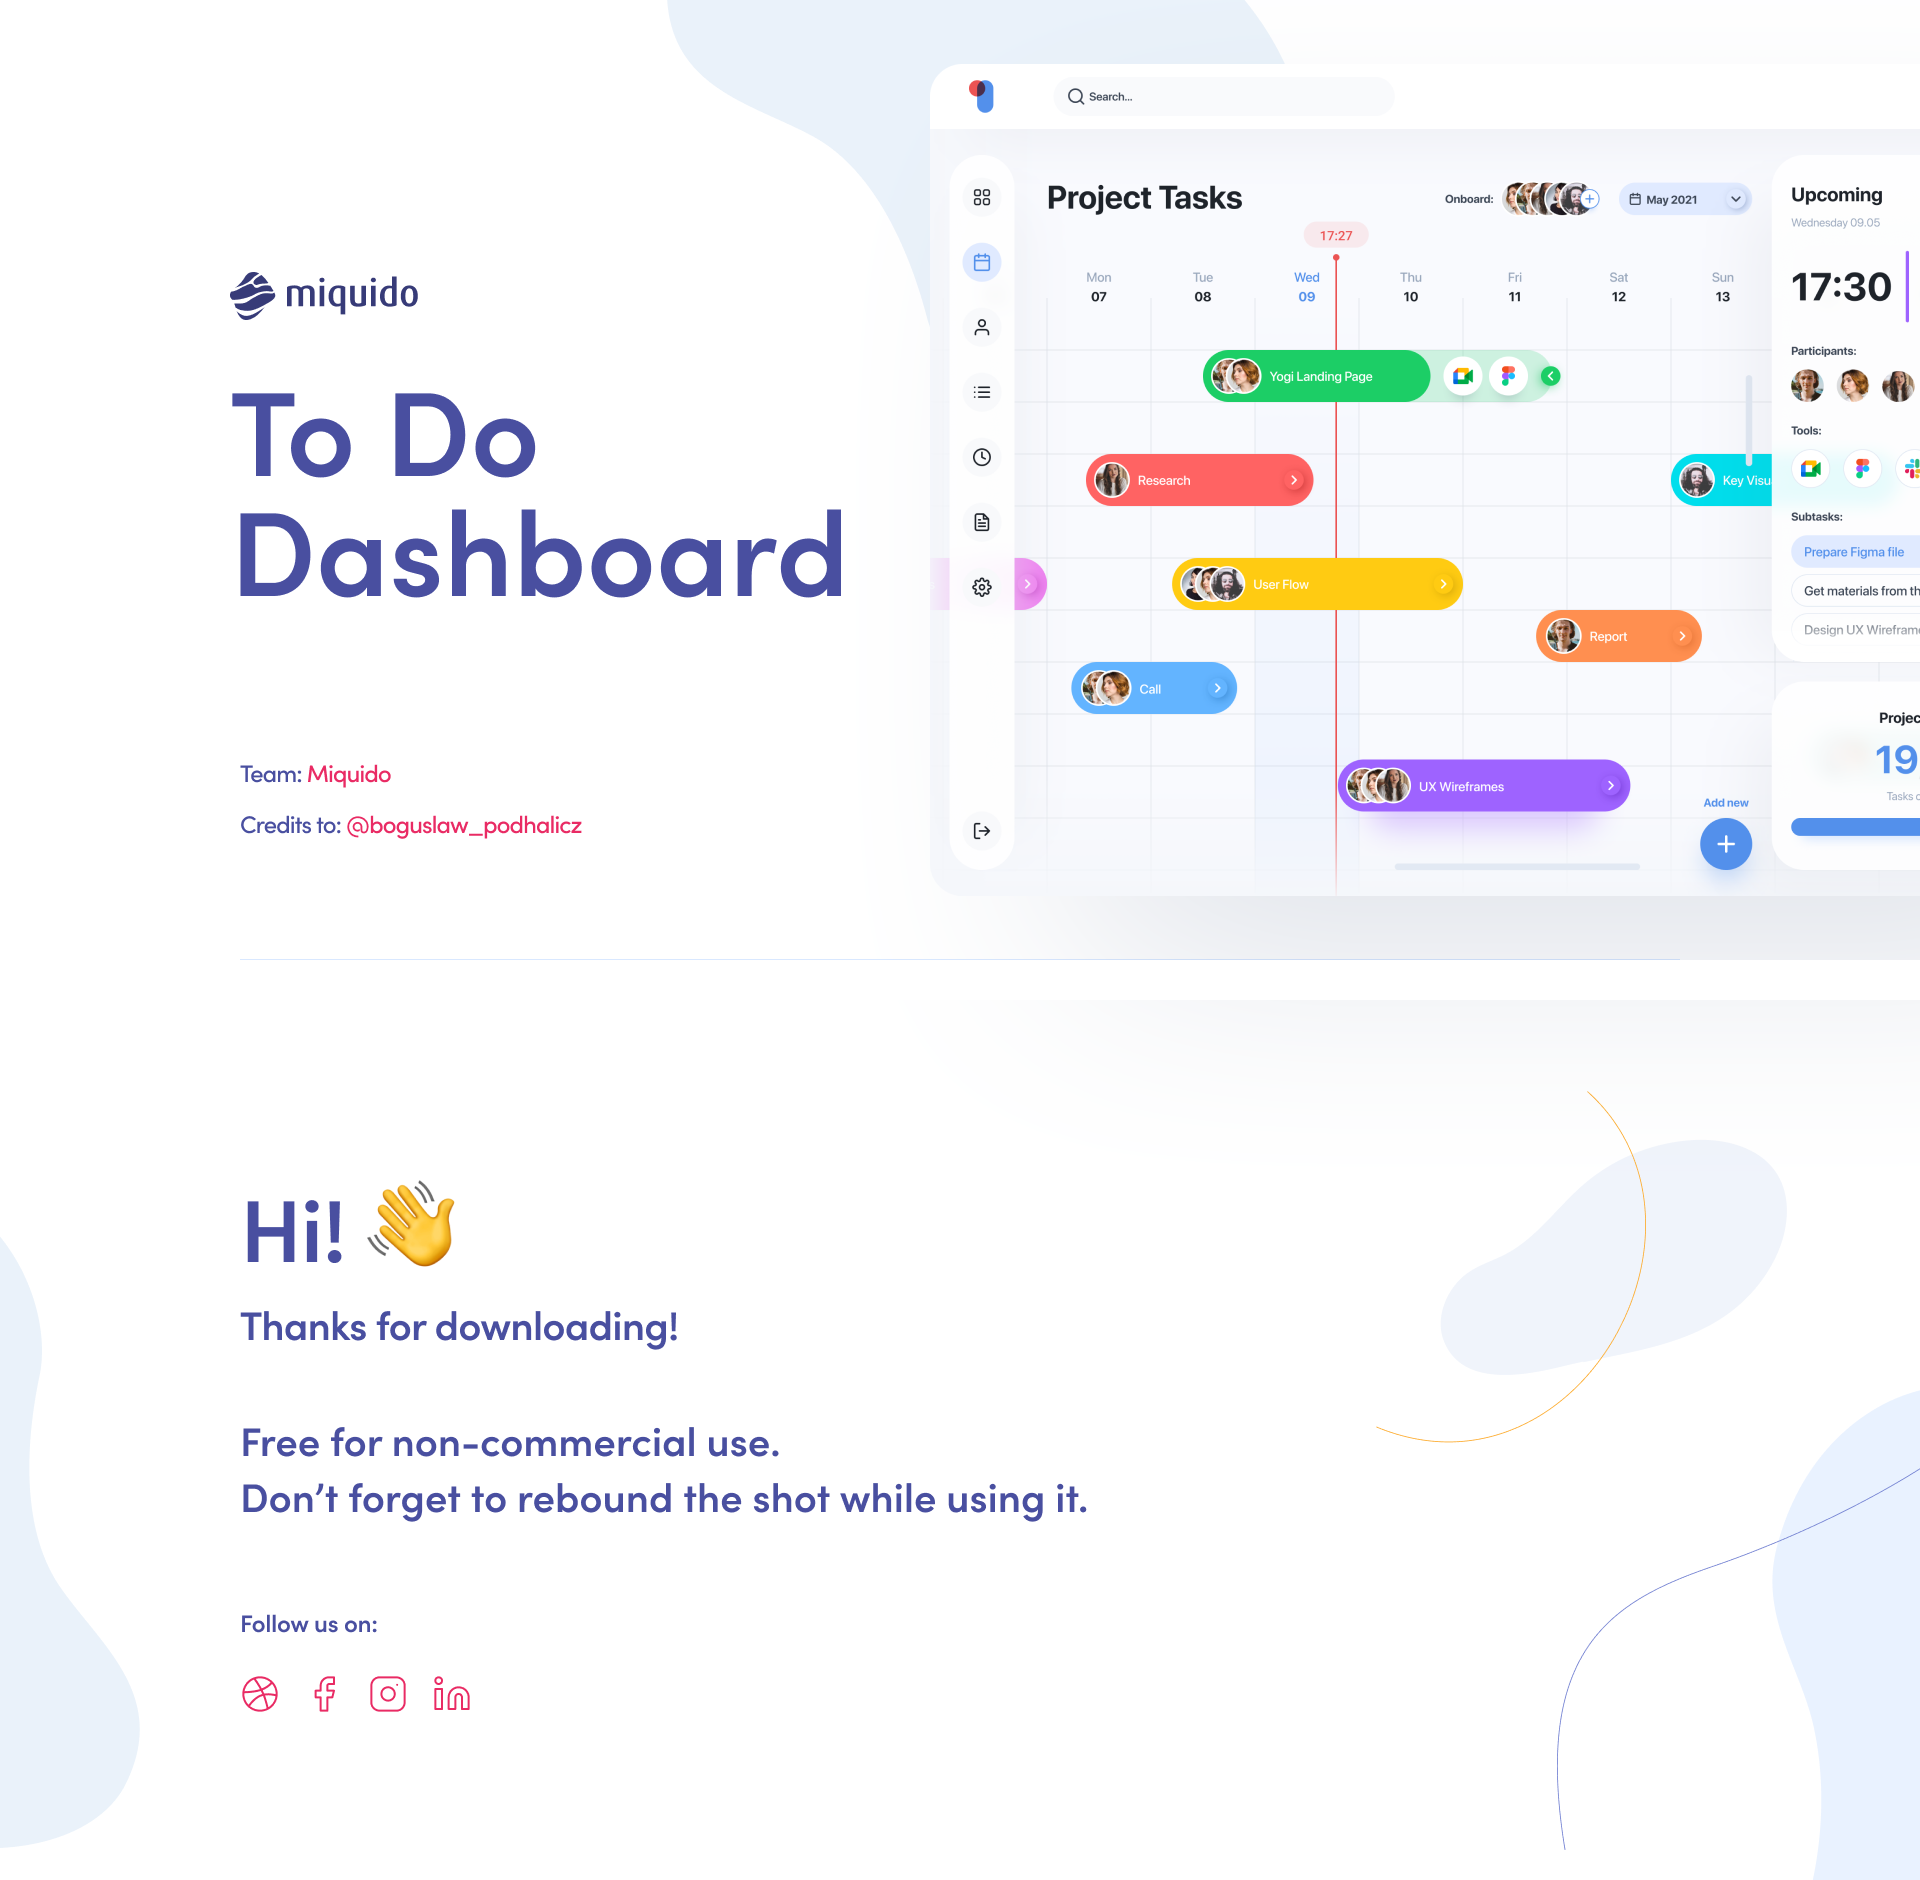 miquido
To Do
Dashboard
Team: Miquido
Credits to: @boguslaw_podhalicz
Search...
Project Tasks
Onboard:
May 2021
17:27
Mon Tue Wed Thu Fri Sat Sun
07 08 09 10 11 12 13
Yogi Landing Page
Research
Key Visu
User Flow
Report
Call
UX Wireframes
Add new
Upcoming
Wednesday 09.05
17:30
Participants:
Tools:
Subtasks:
Prepare Figma file
Get materials from th
Design UX Wirefram
Projec
19
Tasks
Hi! 👋
Thanks for downloading!
Free for non-commercial use.
Don’t forget to rebound the shot while using it.
Follow us on: